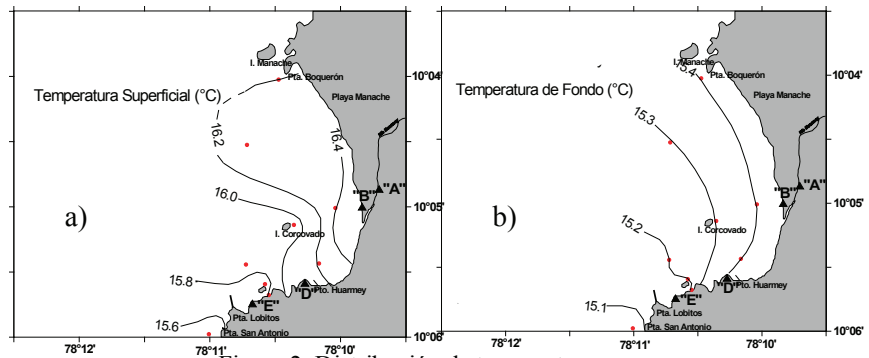 I. Manache
Pta. Boquerón
Temperatura Superficial (°C)
Playa Manache
16.2
16.4
16.0
"B"
"A"
a)
I. Corcovado
15.8
"D"
Pto. Huarmey
"E"
Pta. Lobitos
15.6
Pta. San Antonio
10°04'
10°05'
10°06'
78°12'
78°11'
78°10'
I. Manache
15.4
Pta. Boquerón
Temperatura de Fondo (°C)
Playa Manache
15.3
"B"
"A"
b)
I. Corcovado
15.2
"D"
Pto. Huarmey
"E"
15.1
Pta. Lobitos
Pta. San Antonio
10°04'
10°05'
10°06'
78°12'
78°11'
78°10'